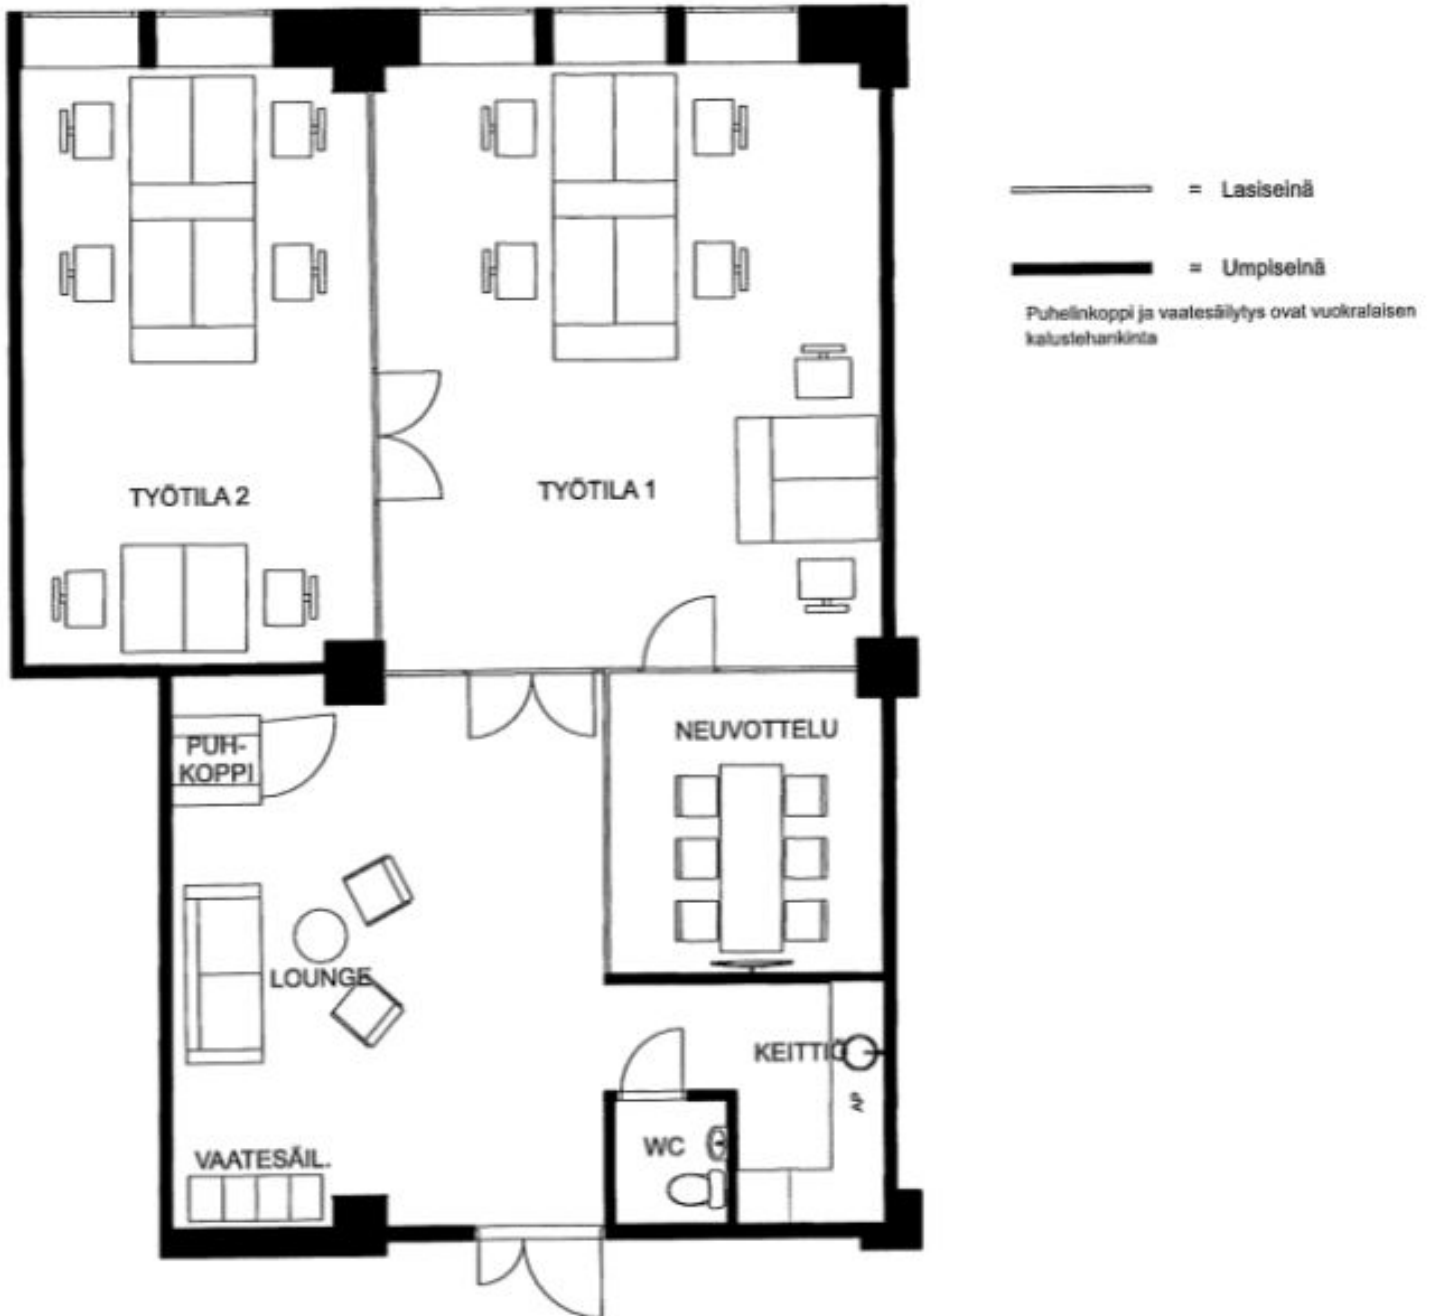 = Lasiseinä
= Umpiseinä
Puhelinkoppi ja vaatesäilytys ovat vuokralaisen
kalustehankinta
TYÖTILA 2
TYÖTILA 1
PUH-
KOPPI
NEUVOTTELU
LOUNGE
KEITTIÖ
AP
WC
VAATESÄIL.